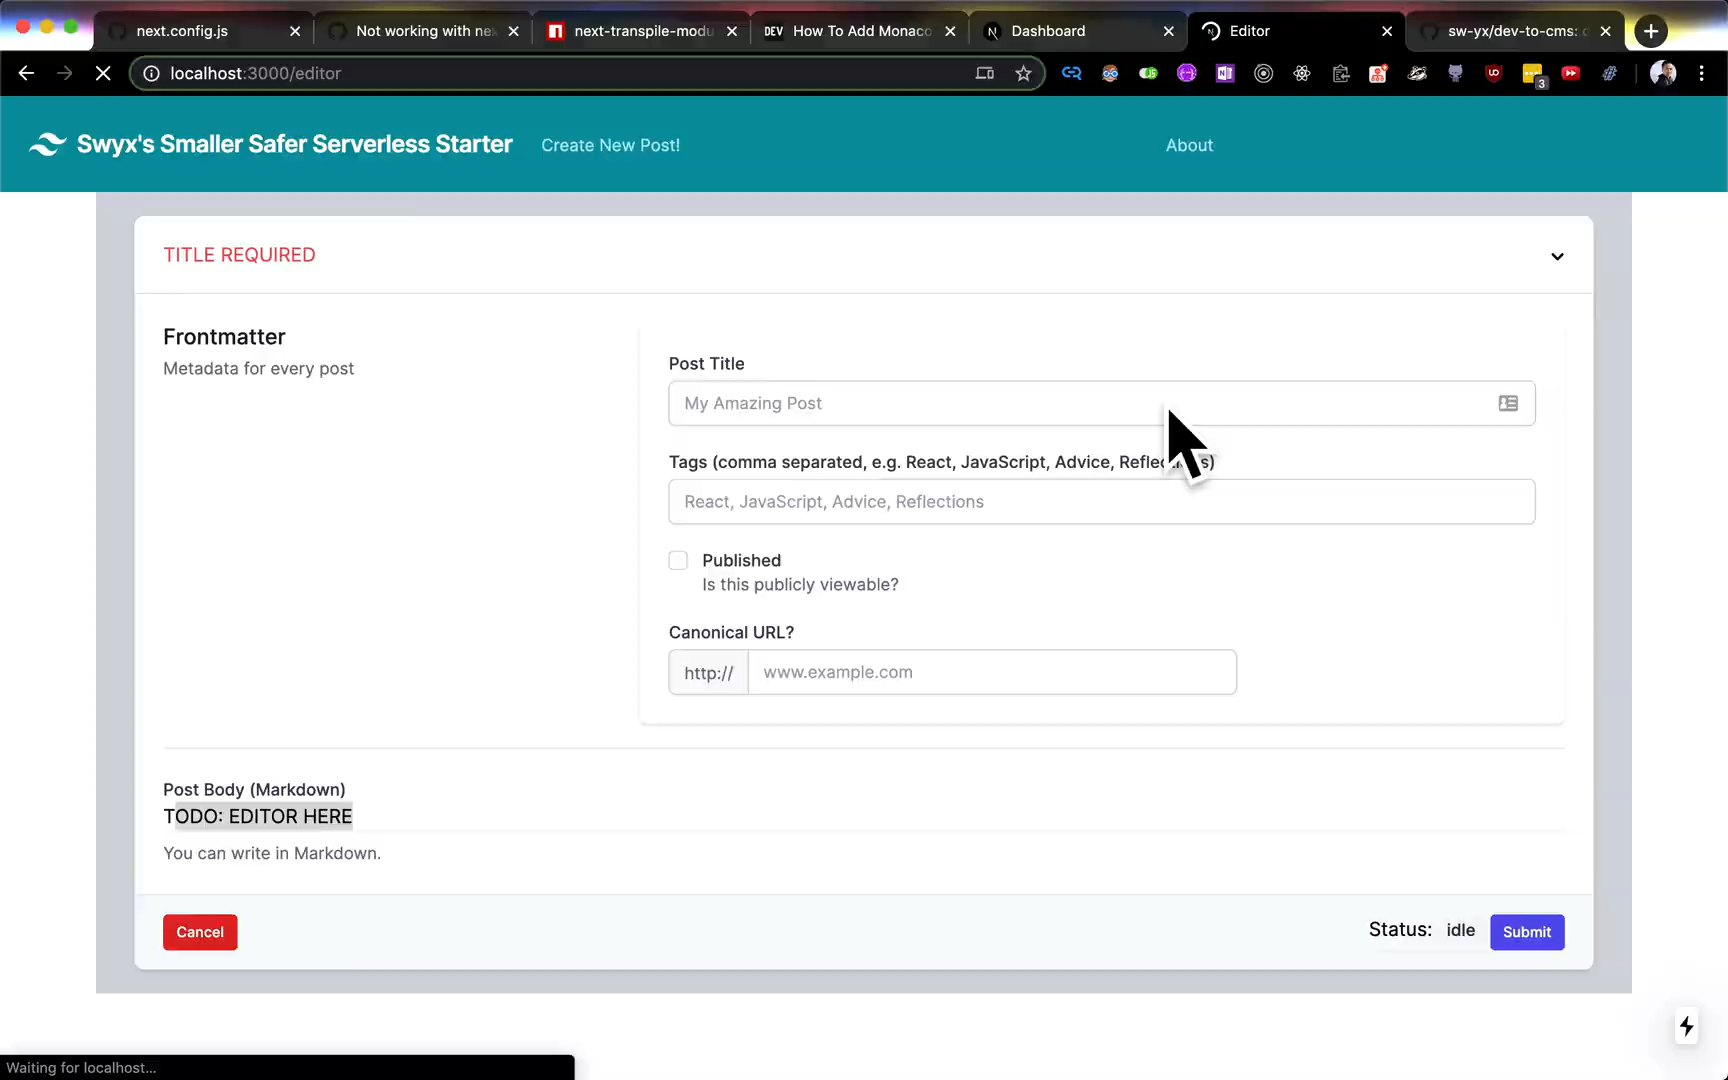 next.config.js
Not working with nex
next-transpile-modu
DEV How To Add Monaco
N Dashboard
Editor
sw-yx/dev-to-cms:
localhost:3000/editor
3
Swyx's Smaller Safer Serverless Starter
Create New Post!
About
TITLE REQUIRED
Frontmatter
Metadata for every post
Post Title
My Amazing Post
Tags (comma separated, e.g. React, JavaScript, Advice, Reflections)
React, JavaScript, Advice, Reflections
Published
Is this publicly viewable?
Canonical URL?
http:// www.example.com
Post Body (Markdown)
TODO: EDITOR HERE
You can write in Markdown.
Cancel
Status: idle
Submit
Waiting for localhost...